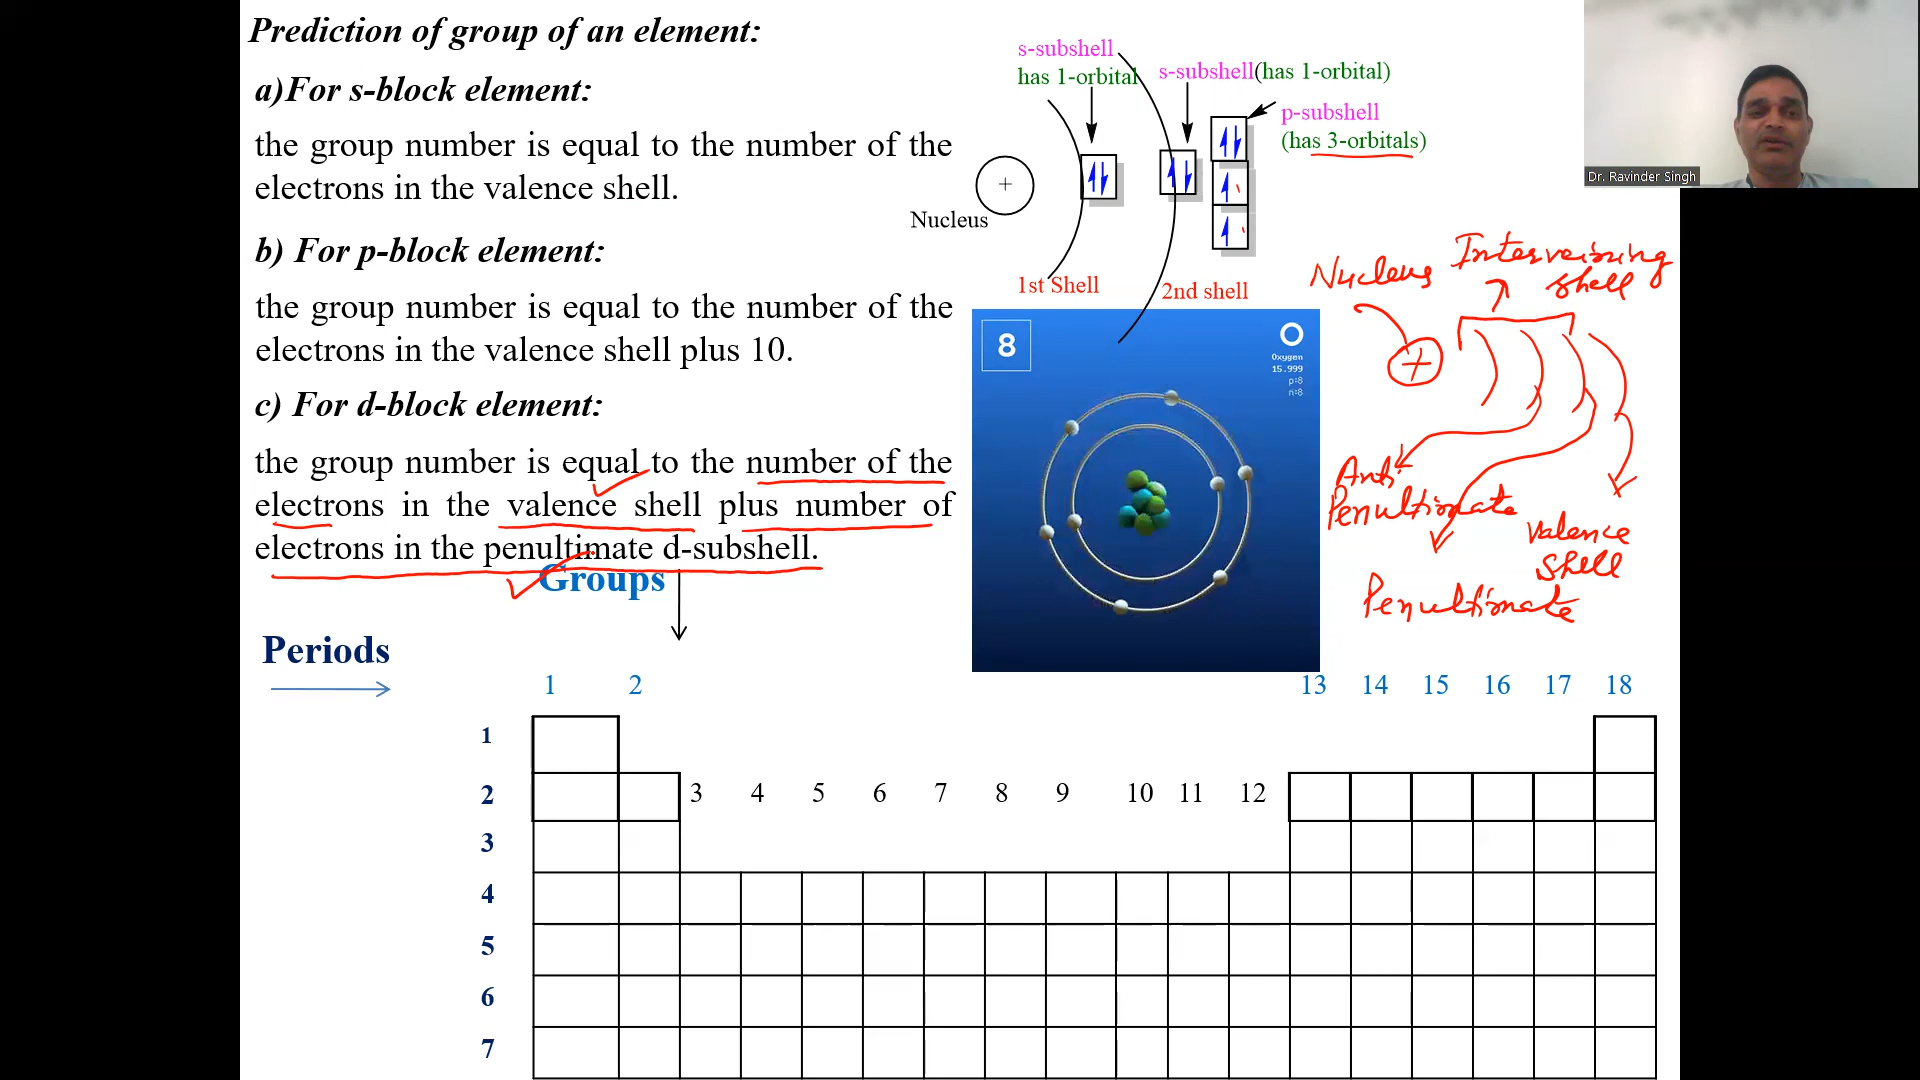 Prediction of group of an element:
a)For s-block element:
the group number is equal to the number of the
electrons in the valence shell.
b) For p-block element:
the group number is equal to the number of the
electrons in the valence shell plus 10.
c) For d-block element:
the group number is equal to the number of the
electrons in the valence shell plus number of
electrons in the penultimate d-subshell.
s-subshell
has 1-orbital
s-subshell(has 1-orbital)
p-subshell
(has 3-orbitals)
+
Nucleus
1st Shell
2nd shell
Dr. Ravinder Singh
8
O
Oxygen
15.999
p:8
n:8
Nucleus
Interveining
shell
+
Anti
Penultimate
Valence
Shell
Penultimate
Groups
Periods
1 2 13 14 15 16 17 18
1
2 3 4 5 6 7 8 9 10 11 12
3
4
5
6
7